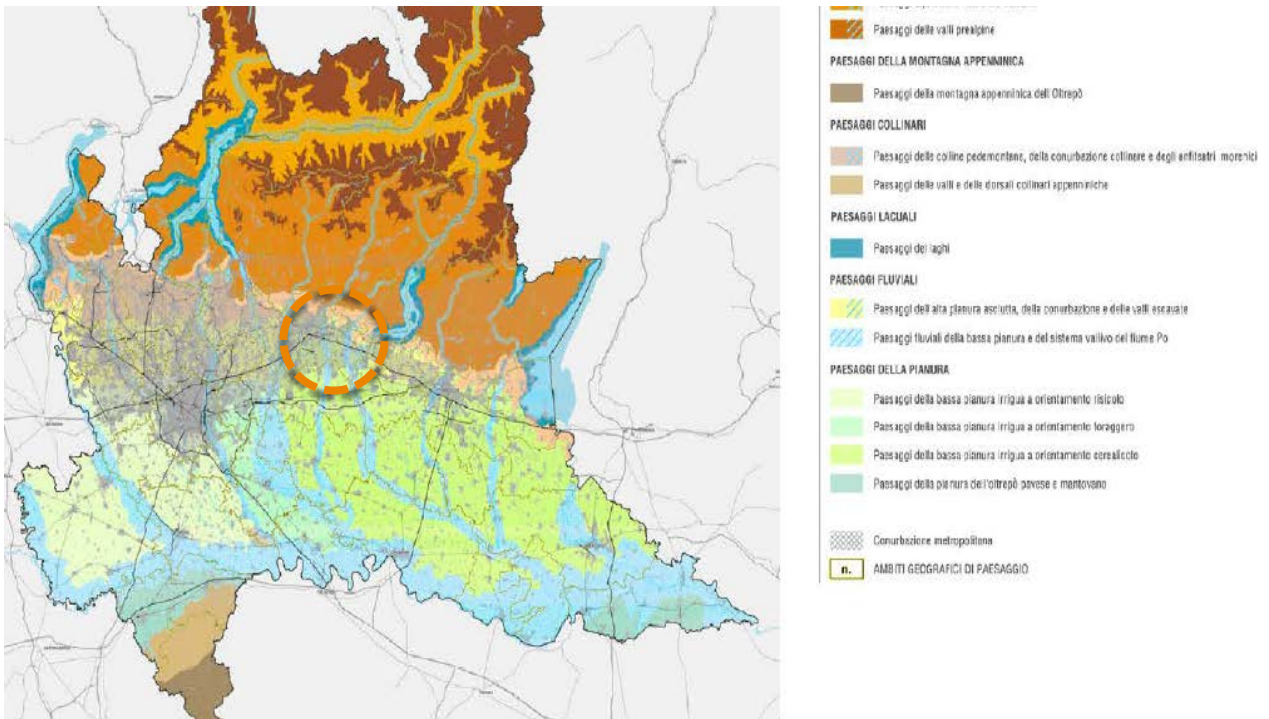 Paesaggi delle valli prealpine
PAESAGGI DELLA MONTAGNA APPENNINICA
Paesaggi della montagna appenninica dell'Oltrepò
PAESAGGI COLLINARI
Paesaggi delle colline pedemontane, della conurbazione collinare e degli anfiteatri morenici
Paesaggi delle valli e delle dorsali collinari appenniniche
PAESAGGI LACUALI
Paesaggi dei laghi
PAESAGGI FLUVIALI
Paesaggi dell'alta pianura asciutta, della conurbazione e delle valli escavate
Paesaggi fluviali della bassa pianura e del sistema vallivo del fiume Po
PAESAGGI DELLA PIANURA
Paesaggi della bassa pianura irrigua a orientamento risicolo
Paesaggi della bassa pianura irrigua a orientamento foraggero
Paesaggi della bassa pianura irrigua a orientamento cerealicolo
Paesaggi della pianura dell'oltrepò pavese e mantovano
Conurbazione metropolitana
n. AMBITI GEOGRAFICI DI PAESAGGIO